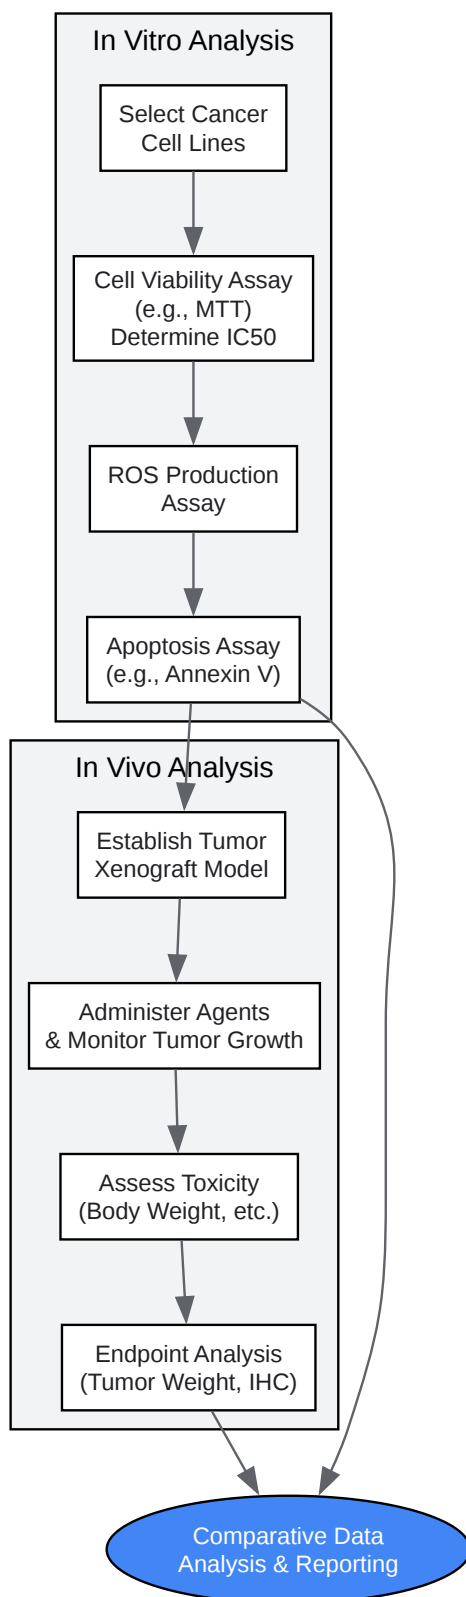 In Vitro Analysis
Select Cancer
Cell Lines
Cell Viability Assay
(e.g., MTT)
Determine IC50
ROS Production
Assay
Apoptosis Assay
(e.g., Annexin V)
In Vivo Analysis
Establish Tumor
Xenograft Model
Administer Agents
& Monitor Tumor Growth
Assess Toxicity
(Body Weight, etc.)
Endpoint Analysis
(Tumor Weight, IHC)
Comparative Data
Analysis & Reporting